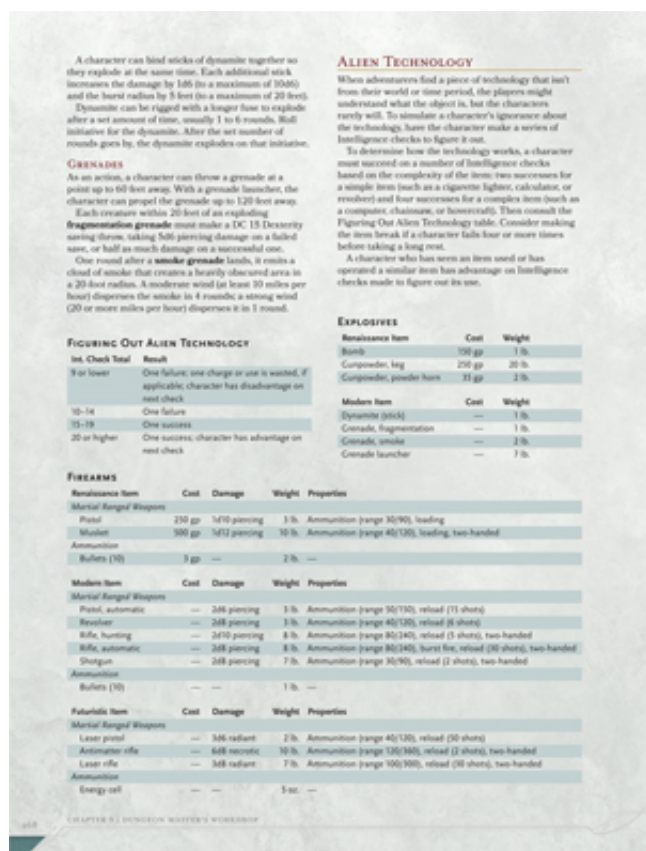 A character can bind sticks of dynamite together so
they explode at the same time. Each additional stick
increases the damage by 1d6 (to a maximum of 10d6)
and the burst radius by 5 feet (to a maximum of 20 feet).
Dynamite can be rigged with a longer fuse to explode
after a set amount of time, usually 1 to 6 rounds. Roll
initiative for the dynamite. After the set number of
rounds goes by, the dynamite explodes on that initiative.
GRENADES
As an action, a character can throw a grenade at a
point up to 60 feet away. With a grenade launcher, the
character can propel the grenade up to 120 feet away.
Each creature within 20 feet of an exploding
fragmentation grenade must make a DC 15 Dexterity
saving throw, taking 5d6 piercing damage on a failed
save, or half as much damage on a successful one.
One round after a smoke grenade lands, it emits a
cloud of smoke that creates a heavily obscured area in
a 20-foot radius. A moderate wind (at least 10 miles per
hour) disperses the smoke in 4 rounds; a strong wind
(20 or more miles per hour) disperses it in 1 round.
ALIEN TECHNOLOGY
When adventurers find a piece of technology that isn't
from their world or time period, the players might
understand what the object is, but the characters
rarely will. To simulate a character's ignorance about
the technology, have the character make a series of
Intelligence checks to figure it out.
To determine how the technology works, a character
must succeed on a number of Intelligence checks
based on the complexity of the item: two successes for
a simple item (such as a cigarette lighter, calculator, or
revolver) and four successes for a complex item (such as
a computer, chainsaw, or hovercraft). Then consult the
Figuring Out Alien Technology table. Consider making
the item break if a character fails four or more times
before taking a long rest.
A character who has seen an item used or has
operated a similar item has advantage on Intelligence
checks made to figure out its use.
FIGURING OUT ALIEN TECHNOLOGY
Int. Check Total Result
9 or lower One failure; one charge or use is wasted, if
applicable; character has disadvantage on
next check
10–14 One failure
15–19 One success
20 or higher One success; character has advantage on
next check
EXPLOSIVES
Renaissance Item Cost Weight
Bomb 150 gp 1 lb.
Gunpowder, keg 250 gp 20 lb.
Gunpowder, powder horn 35 gp 2 lb.
Modern Item Cost Weight
Dynamite (stick) — 1 lb.
Grenade, fragmentation — 1 lb.
Grenade, smoke — 2 lb.
Grenade launcher — 7 lb.
FIREARMS
Renaissance Item Cost Damage Weight Properties
Martial Ranged Weapons
Pistol 250 gp 1d10 piercing 3 lb. Ammunition (range 30/90), loading
Musket 500 gp 1d12 piercing 10 lb. Ammunition (range 40/120), loading, two-handed
Ammunition
Bullets (10) 3 gp — 2 lb. —
Modern Item Cost Damage Weight Properties
Martial Ranged Weapons
Pistol, automatic — 2d6 piercing 3 lb. Ammunition (range 50/150), reload (15 shots)
Revolver — 2d8 piercing 3 lb. Ammunition (range 40/120), reload (6 shots)
Rifle, hunting — 2d10 piercing 8 lb. Ammunition (range 80/240), reload (5 shots), two-handed
Rifle, automatic — 2d8 piercing 8 lb. Ammunition (range 80/240), burst fire, reload (30 shots), two-handed
Shotgun — 2d8 piercing 7 lb. Ammunition (range 30/90), reload (2 shots), two-handed
Ammunition
Bullets (10) — — 1 lb. —
Futuristic Item Cost Damage Weight Properties
Martial Ranged Weapons
Laser pistol — 3d6 radiant 2 lb. Ammunition (range 40/120), reload (50 shots)
Antimatter rifle — 6d8 necrotic 10 lb. Ammunition (range 120/360), reload (2 shots), two-handed
Laser rifle — 3d8 radiant 7 lb. Ammunition (range 100/300), reload (30 shots), two-handed
Ammunition
Energy cell — — 5 oz. —
268
CHAPTER 9 | DUNGEON MASTER'S WORKSHOP